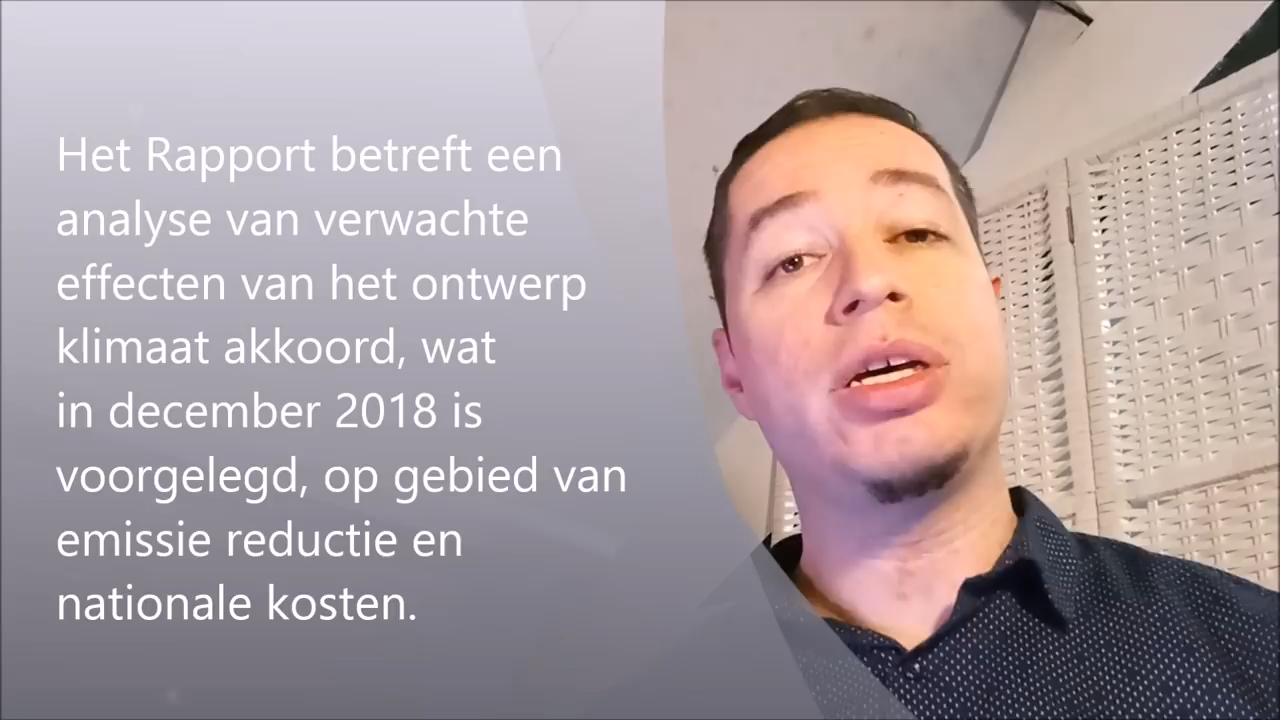 Het Rapport betreft een
analyse van verwachte
effecten van het ontwerp
klimaat akkoord, wat
in december 2018 is
voorgelegd, op gebied van
emissie reductie en
nationale kosten.